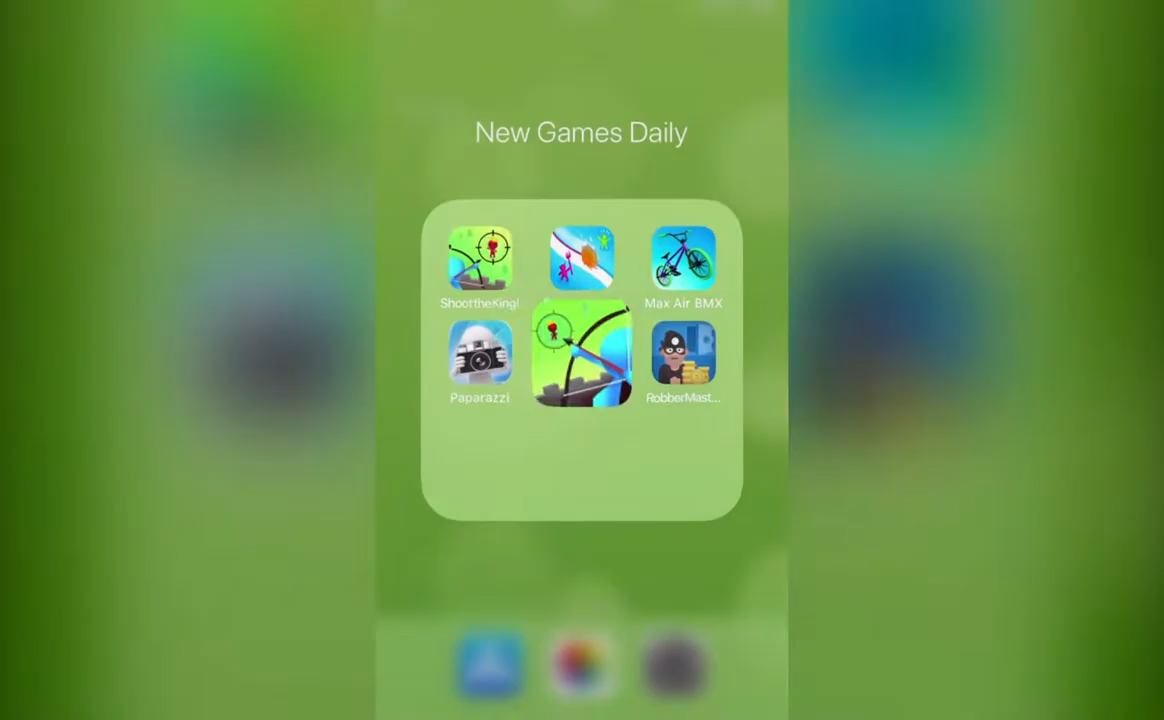 New Games Daily
ShoottheKing!
Max Air BMX
Paparazzi
RobberMast...